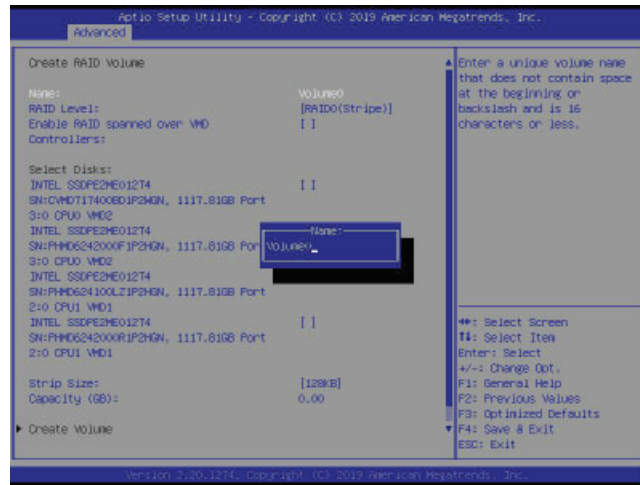 Aptio Setup Utility - Copyright (C) 2019 American Megatrends, Inc.
Advanced
Create RAID Volume
Name: Volume0
RAID Level: [RAID0(Stripe)]
Enable RAID spanned over VMD [ ]
Controllers:
Select Disks:
INTEL SSDPE2ME012T4 [ ]
SN:CVMD717400BD1P2HGN, 1117.81GB Port
3:0 CPU0 VMD2
INTEL SSDPE2ME012T4
SN:PHMD6242000F1P2HGN, 1117.81GB Por
3:0 CPU0 VMD2
INTEL SSDPE2ME012T4
SN:PHMD624100LZ1P2HGN, 1117.81GB Port
2:0 CPU1 VMD1
INTEL SSDPE2ME012T4 [ ]
SN:PHMD6242000R1P2HGN, 1117.81GB Port
2:0 CPU1 VMD1
Strip Size: [128KB]
Capacity (GB): 0.00
Create Volume
Name:
Volume0_
Enter a unique volume name
that does not contain space
at the beginning or
backslash and is 16
characters or less.
→←: Select Screen
↑↓: Select Item
Enter: Select
+/-: Change Opt.
F1: General Help
F2: Previous Values
F3: Optimized Defaults
F4: Save & Exit
ESC: Exit
Version 2.20.1274. Copyright (C) 2019 American Megatrends, Inc.